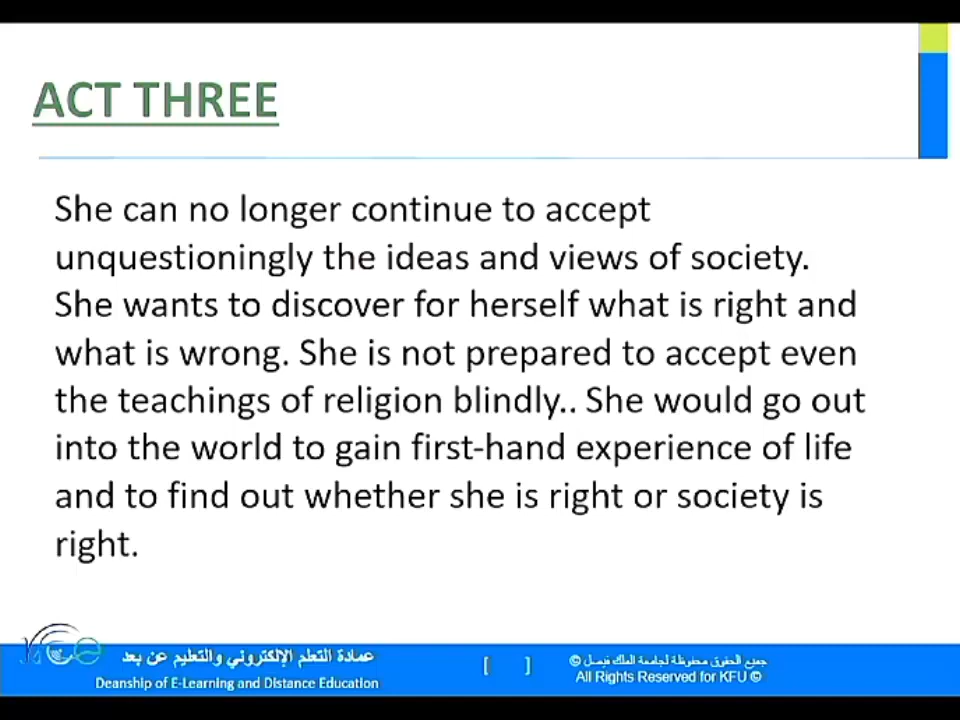 ACT THREE
She can no longer continue to accept
unquestioningly the ideas and views of society.
She wants to discover for herself what is right and
what is wrong. She is not prepared to accept even
the teachings of religion blindly.. She would go out
into the world to gain first-hand experience of life
and to find out whether she is right or society is
right.
عمادة التعلم الإلكتروني والتعليم عن بعد
Deanship of E-Learning and Distance Education
[ ]
جميع الحقوق محفوظة لجامعة الملك فيصل ©
All Rights Reserved for KFU ©